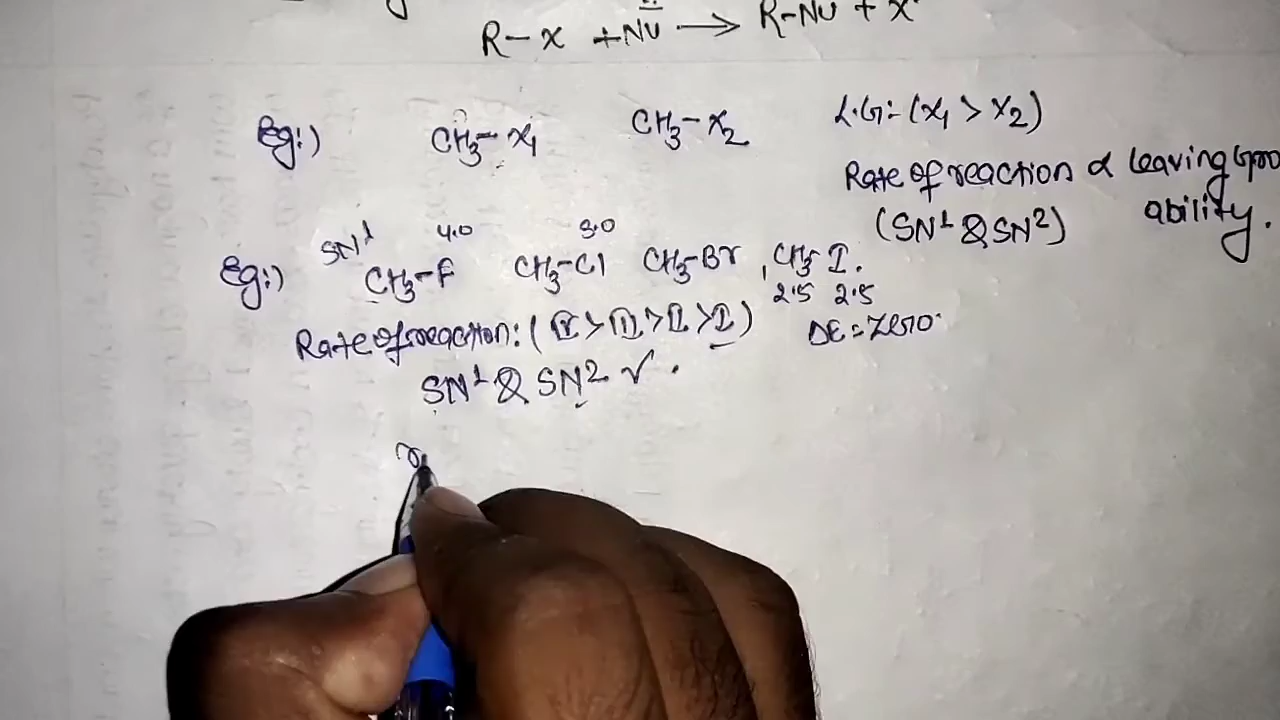 R-x + N̈u → R-Nu + x
Eg:) CH3-x1 CH3-x2 L.G:- (x1 > x2)
Rate of reaction α leaving
(SN1 & SN2) ability.
SN1 4.0 3.0
Eg:) CH3-F CH3-Cl CH3-Br , CH3 I.
2.5 2.5
Rate of reaction: (IV > III > II > I) DE = Zero.
SN1 & SN2 ✓.